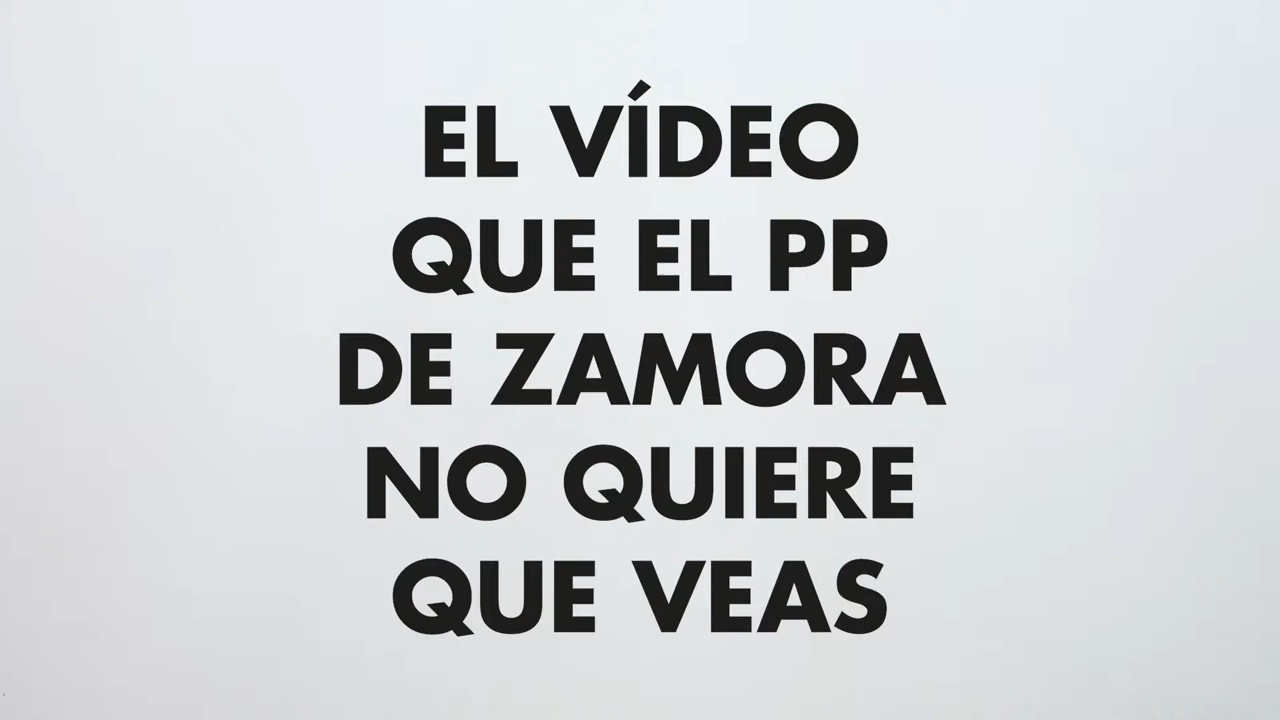 EL VÍDEO
QUE EL PP
DE ZAMORA
NO QUIERE
QUE VEAS